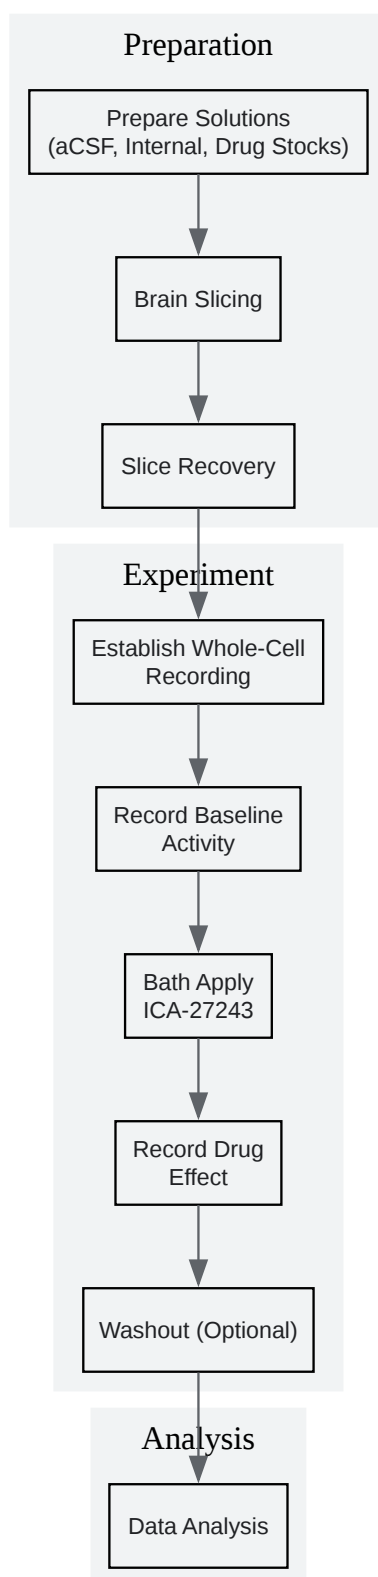 Preparation
Prepare Solutions
(aCSF, Internal, Drug Stocks)
Brain Slicing
Slice Recovery
Experiment
Establish Whole-Cell
Recording
Record Baseline
Activity
Bath Apply
ICA-27243
Record Drug
Effect
Washout (Optional)
Analysis
Data Analysis